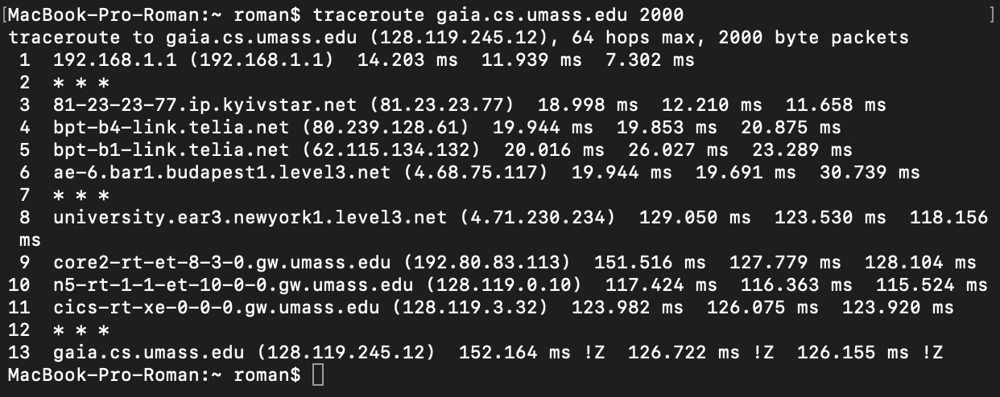 [MacBook-Pro-Roman:~ roman$ traceroute gaia.cs.umass.edu 2000 ]
traceroute to gaia.cs.umass.edu (128.119.245.12), 64 hops max, 2000 byte packets
 1  192.168.1.1 (192.168.1.1)  14.203 ms  11.939 ms  7.302 ms
 2  * * *
 3  81-23-23-77.ip.kyivstar.net (81.23.23.77)  18.998 ms  12.210 ms  11.658 ms
 4  bpt-b4-link.telia.net (80.239.128.61)  19.944 ms  19.853 ms  20.875 ms
 5  bpt-b1-link.telia.net (62.115.134.132)  20.016 ms  26.027 ms  23.289 ms
 6  ae-6.bar1.budapest1.level3.net (4.68.75.117)  19.944 ms  19.691 ms  30.739 ms
 7  * * *
 8  university.ear3.newyork1.level3.net (4.71.230.234)  129.050 ms  123.530 ms  118.156
 ms
 9  core2-rt-et-8-3-0.gw.umass.edu (192.80.83.113)  151.516 ms  127.779 ms  128.104 ms
10  n5-rt-1-1-et-10-0-0.gw.umass.edu (128.119.0.10)  117.424 ms  116.363 ms  115.524 ms
11  cics-rt-xe-0-0-0.gw.umass.edu (128.119.3.32)  123.982 ms  126.075 ms  123.920 ms
12  * * *
13  gaia.cs.umass.edu (128.119.245.12)  152.164 ms !Z  126.722 ms !Z  126.155 ms !Z
MacBook-Pro-Roman:~ roman$